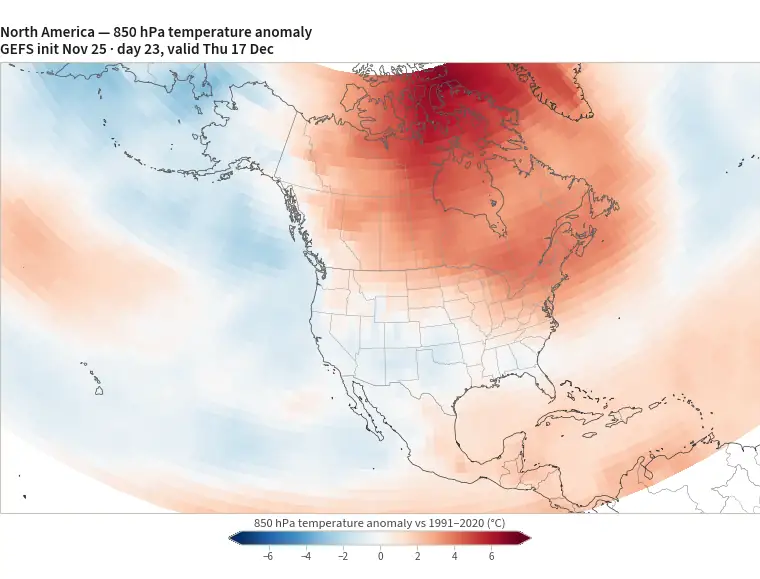 North America — 850 hPa temperature anomaly
GEFS init Nov 25 · day 23, valid Thu 17 Dec
850 hPa temperature anomaly vs 1991–2020 (°C)
−6 −4 −2 0 2 4 6